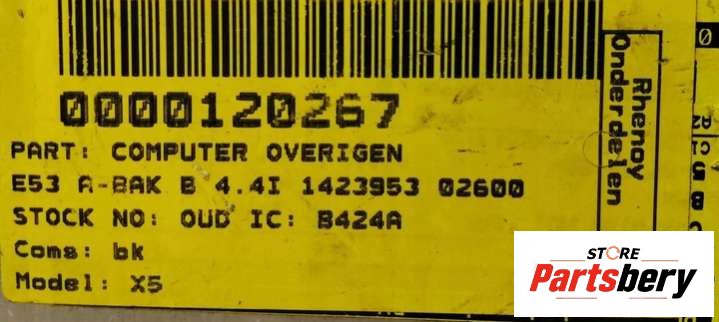 0000120267
PART: COMPUTER OVERIGEN
E53 A-BAK B 4.4I 1423953 02600
STOCK NO: OUD IC: B424A
Coms: bk
Model: X5
Rhenoy
Onderdelen
STORE
Partsbery